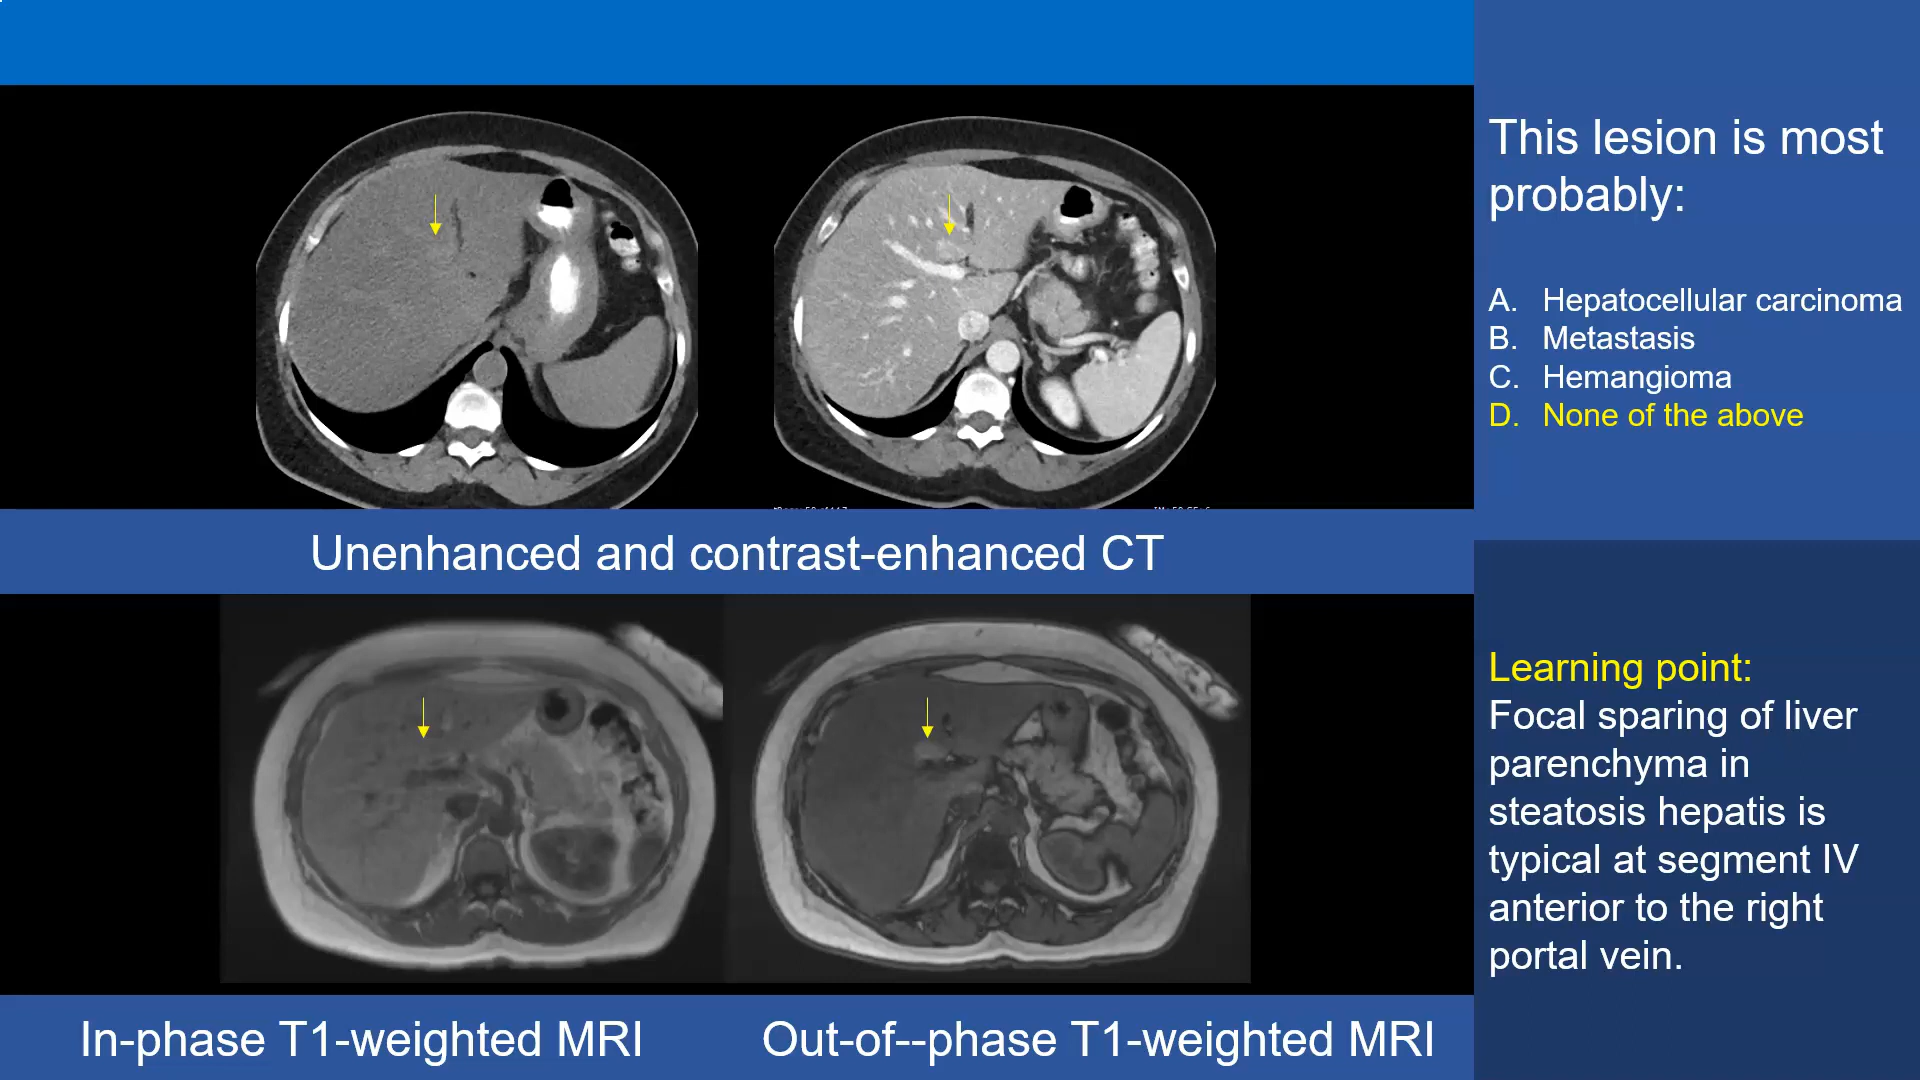 This lesion is most
probably:
A. Hepatocellular carcinoma
B. Metastasis
C. Hemangioma
D. None of the above
Unenhanced and contrast-enhanced CT
Learning point:
Focal sparing of liver
parenchyma in
steatosis hepatis is
typical at segment IV
anterior to the right
portal vein.
In-phase T1-weighted MRI
Out-of--phase T1-weighted MRI